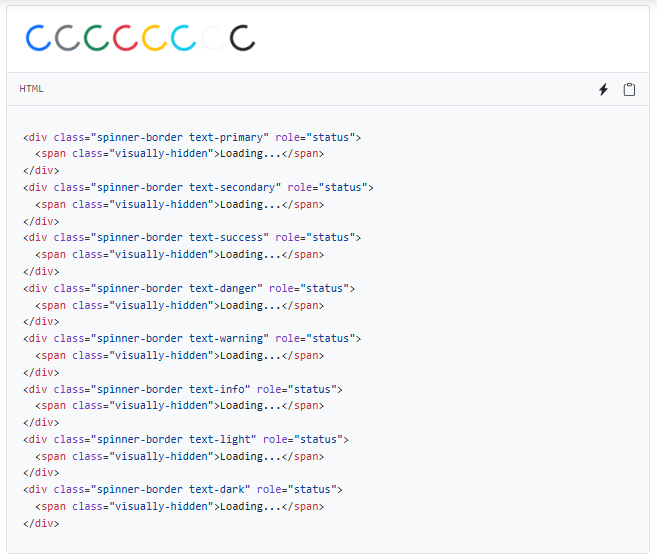 HTML
<div class="spinner-border text-primary" role="status">
  <span class="visually-hidden">Loading...</span>
</div>
<div class="spinner-border text-secondary" role="status">
  <span class="visually-hidden">Loading...</span>
</div>
<div class="spinner-border text-success" role="status">
  <span class="visually-hidden">Loading...</span>
</div>
<div class="spinner-border text-danger" role="status">
  <span class="visually-hidden">Loading...</span>
</div>
<div class="spinner-border text-warning" role="status">
  <span class="visually-hidden">Loading...</span>
</div>
<div class="spinner-border text-info" role="status">
  <span class="visually-hidden">Loading...</span>
</div>
<div class="spinner-border text-light" role="status">
  <span class="visually-hidden">Loading...</span>
</div>
<div class="spinner-border text-dark" role="status">
  <span class="visually-hidden">Loading...</span>
</div>